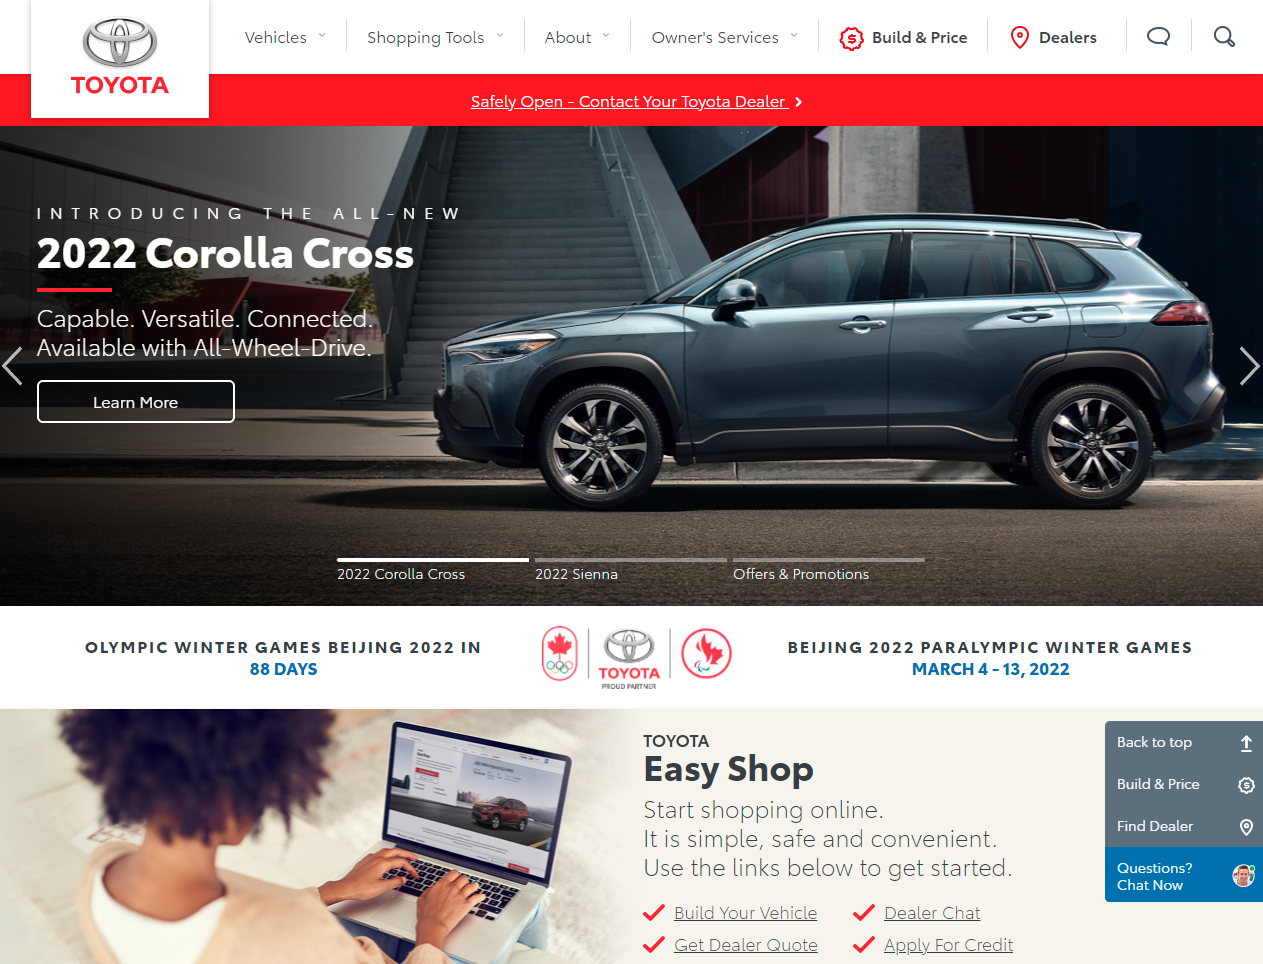 TOYOTA
Vehicles
Shopping Tools
About
Owner's Services
Build & Price
Dealers
Safely Open - Contact Your Toyota Dealer
INTRODUCING THE ALL-NEW
2022 Corolla Cross
Capable. Versatile. Connected.
Available with All-Wheel-Drive.
Learn More
2022 Corolla Cross
2022 Sienna
Offers & Promotions
OLYMPIC WINTER GAMES BEIJING 2022 IN
88 DAYS
TOYOTA
PROUD PARTNER
BEIJING 2022 PARALYMPIC WINTER GAMES
MARCH 4 - 13, 2022
TOYOTA
Easy Shop
Start shopping online.
It is simple, safe and convenient.
Use the links below to get started.
Build Your Vehicle
Dealer Chat
Get Dealer Quote
Apply For Credit
Back to top
Build & Price
Find Dealer
Questions?
Chat Now